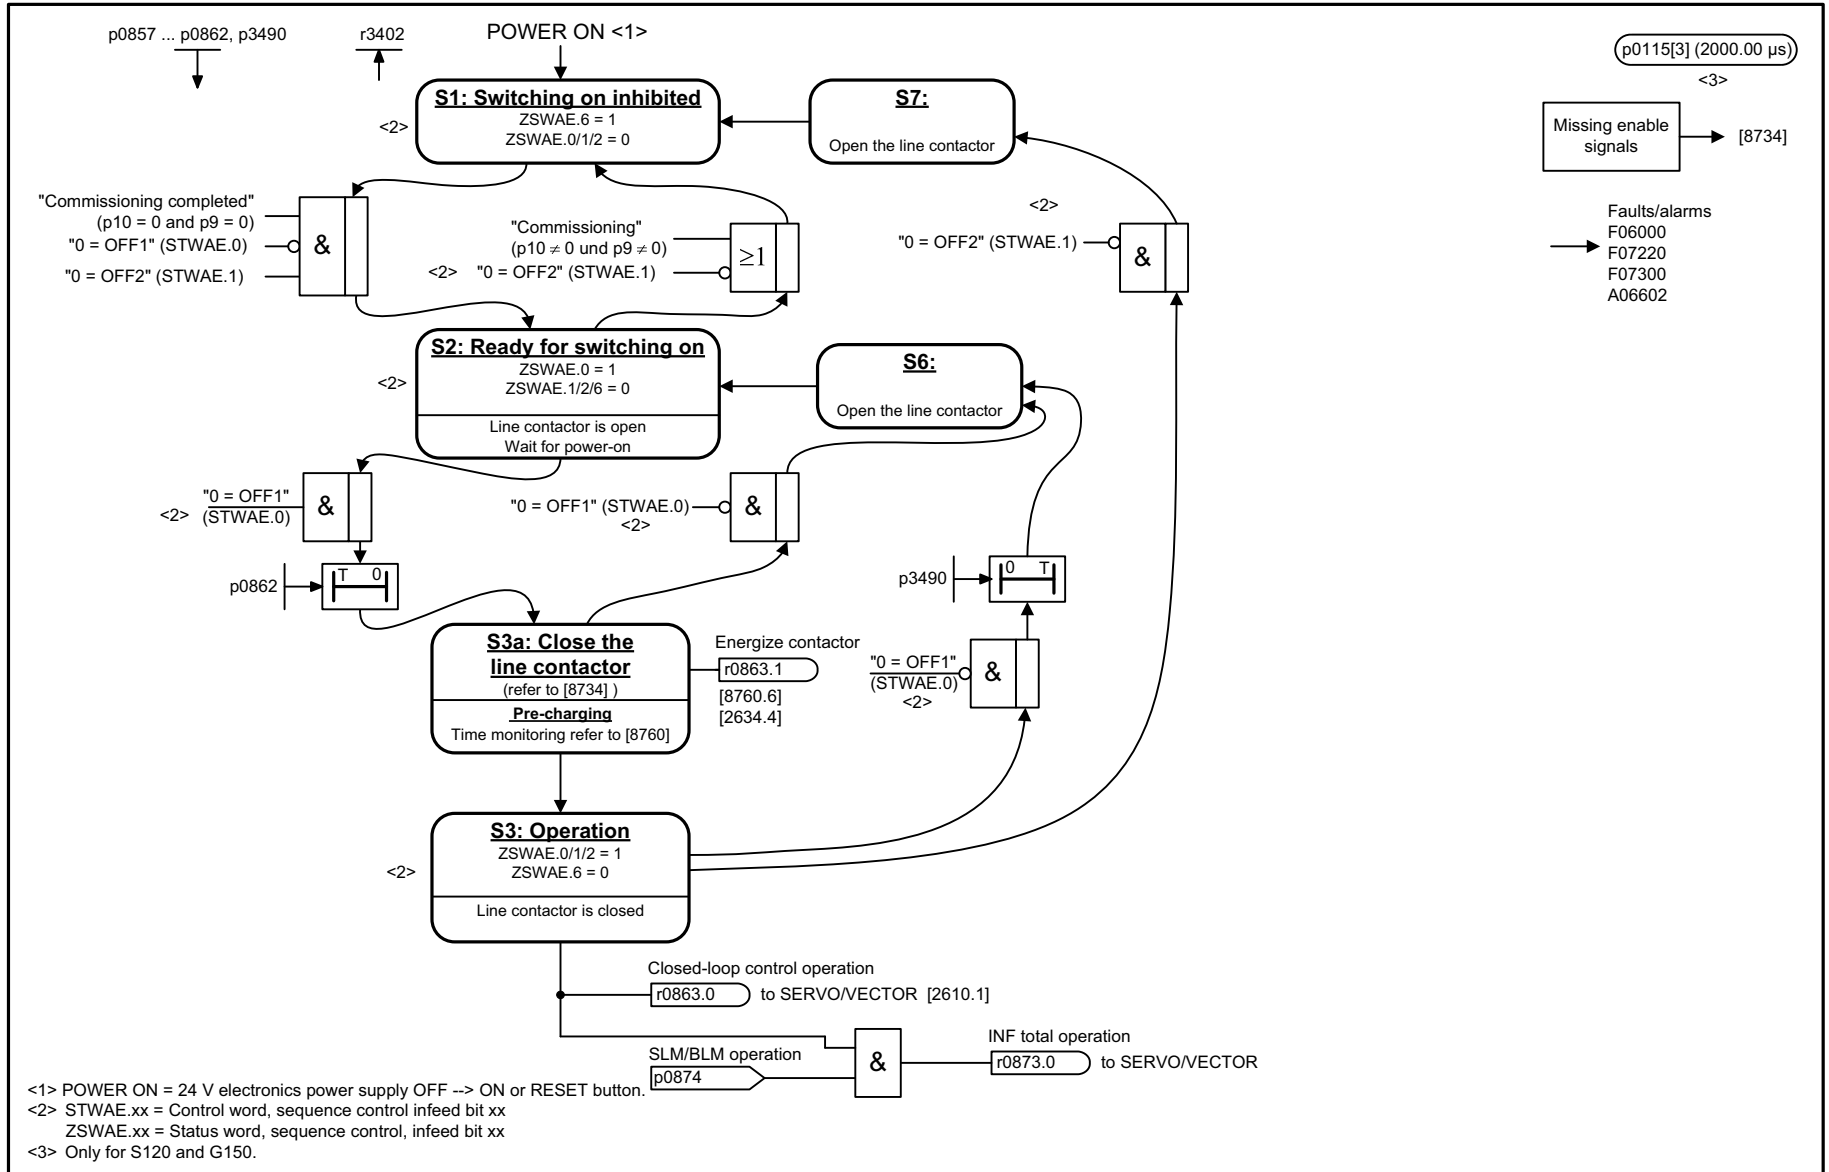 p0857 ... p0862, p3490
r3402
POWER ON <1>
p0115[3] (2000.00 µs)
<3>
S1: Switching on inhibited
ZSWAE.6 = 1
ZSWAE.0/1/2 = 0
<2>
S7:
Open the line contactor
Missing enable
signals
[8734]
"Commissioning completed"
(p10 = 0 and p9 = 0)
"0 = OFF1" (STWAE.0)
"0 = OFF2" (STWAE.1)
&
"Commissioning"
(p10 ≠ 0 und p9 ≠ 0)
<2> "0 = OFF2" (STWAE.1)
≥1
<2>
"0 = OFF2" (STWAE.1)
&
Faults/alarms
F06000
F07220
F07300
A06602
S2: Ready for switching on
ZSWAE.0 = 1
ZSWAE.1/2/6 = 0
<2>
Line contactor is open
Wait for power-on
S6:
Open the line contactor
"0 = OFF1"
<2> (STWAE.0)
&
"0 = OFF1" (STWAE.0)
<2>
&
p0862
T 0
p3490
0 T
S3a: Close the
line contactor
(refer to [8734] )
Pre-charging
Time monitoring refer to [8760]
Energize contactor
r0863.1
[8760.6]
[2634.4]
"0 = OFF1"
(STWAE.0)
<2>
&
S3: Operation
ZSWAE.0/1/2 = 1
ZSWAE.6 = 0
<2>
Line contactor is closed
Closed-loop control operation
r0863.0 to SERVO/VECTOR [2610.1]
SLM/BLM operation
p0874
&
INF total operation
r0873.0 to SERVO/VECTOR
<1> POWER ON = 24 V electronics power supply OFF --> ON or RESET button.
<2> STWAE.xx = Control word, sequence control infeed bit xx
ZSWAE.xx = Status word, sequence control, infeed bit xx
<3> Only for S120 and G150.